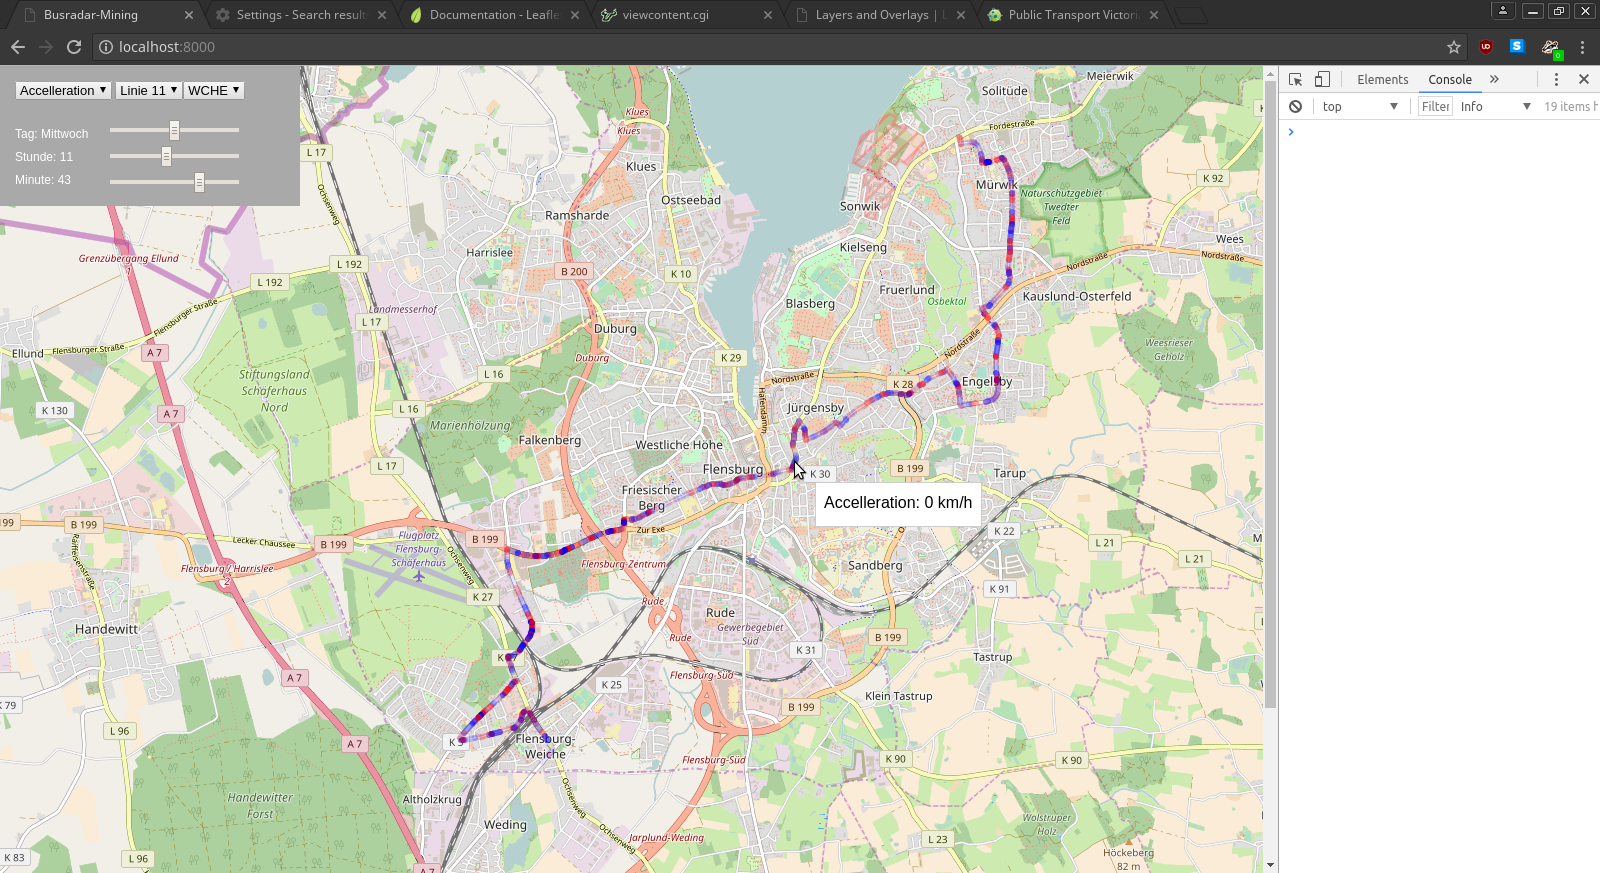 Busradar-Mining
Settings - Search result
Documentation - Leafle
viewcontent.cgi
Layers and Overlays | L
Public Transport Victori
localhost:8000
Elements Console »
top Filter Info 19 items h
Accelleration Linie 11 WCHE
Tag: Mittwoch
Stunde: 11
Minute: 43
Meierwik
Solitüde
Fördestraße
Klues
Klues
Klues
L 17
Ochsenweg
Mürwik
K 92
Naturschutzgebiet
Twedter
Feld
Ostseebad
Ramsharde
Sonwik
Wees
Harrislee
Kielseng
Grenzübergang Ellund
1
L 192
L 192
B 200
K 10
Nordstraße
Nordstraße
Fruerlund
Osbektal
Kauslund-Osterfeld
Blasberg
Landmesserhof
L 17
Flensburger Straße
Duburg
Duburg
Ellund
Flensburger Straße
A 7
K 29
Nordstraße
Weesrieser
Gehölz
Stiftungsland
Schäferhaus
Nord
L 16
Nordstraße
K 28
Engelsby
K 130
A 7
L 16
Hafendamm
Jürgensby
Marienhölzung
Falkenberg
Westliche Höhe
L 17
Flensburg
K 30
B 199
Tarup
Friesischer
Berg
Accelleration: 0 km/h
199
B 199
Zur Exe
K 22
B 199
B 199
Lecker Chaussee
Flugplatz
Flensburg-
Schäferhaus
Ochsenweg
L 21
L 21
Flensburg / Harrislee
2
Flensburg-Zentrum
Sandberg
K 27
K 91
Rude
Rude
Handewitt
Gewerbegebiet
Süd
Rude
B 199
K 31
Tastrup
A 7
K 25
Flensburg-Süd
Klein Tastrup
K 79
B 199
L 96
A 7
Flensburg-
Weiche
Flensburg-Süd
K 90
K 90
Ochsenweg
Handewitter
Forst
Altholzkrug
Weding
Ochsenweg
Jarplund-Weding
Wolstruper
Holz
L 23
K 83
L 96
A 7
Höckeberg
82 m